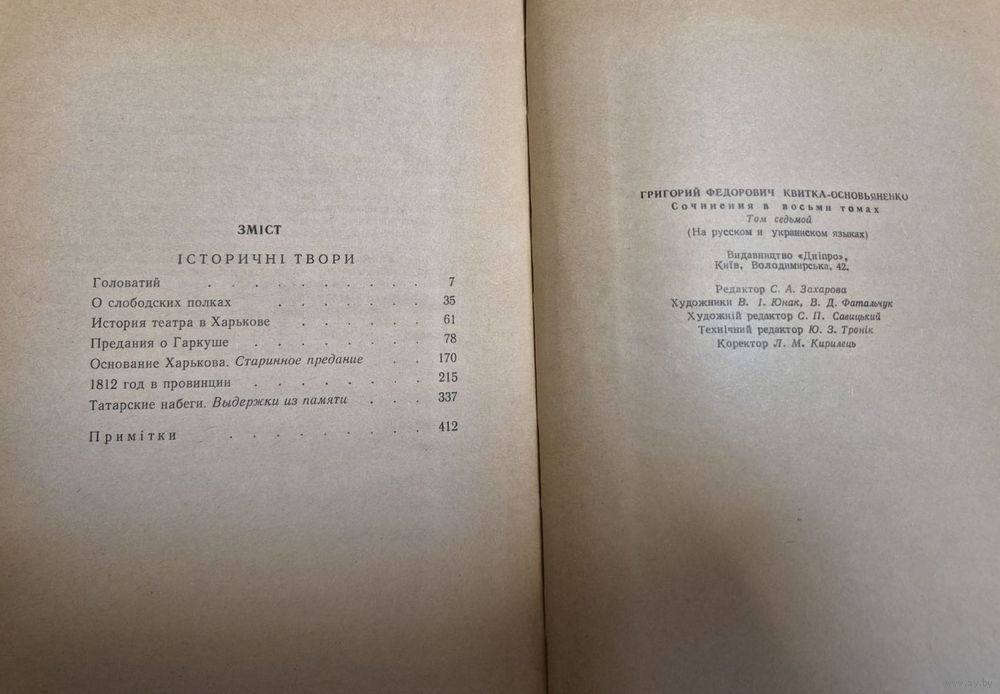 ЗМІСТ
ІСТОРИЧНІ ТВОРИ
Головатий . . . . . . . . . . 7
О слободских полках . . . . . . 35
История театра в Харькове . . . . . 61
Предания о Гаркуше . . . . . . . 78
Основание Харькова. Старинное предание . . 170
1812 год в провинции . . . . . . . 215
Татарские набеги. Выдержки из памяти . . . 337
Примітки . . . . . . . . . 412
ГРИГОРИЙ ФЕДОРОВИЧ КВИТКА-ОСНОВЬЯНЕНКО
Сочинения в восьми томах
Том седьмой
(На русском и украинском языках)
Видавництво «Дніпро»,
Київ, Володимирська, 42.
Редактор С. А. Захарова
Художники В. І. Юнак, В. Д. Фатальчук
Художній редактор С. П. Савицький
Технічний редактор Ю. З. Тронік
Коректор Л. М. Кирилець
www.ay.by